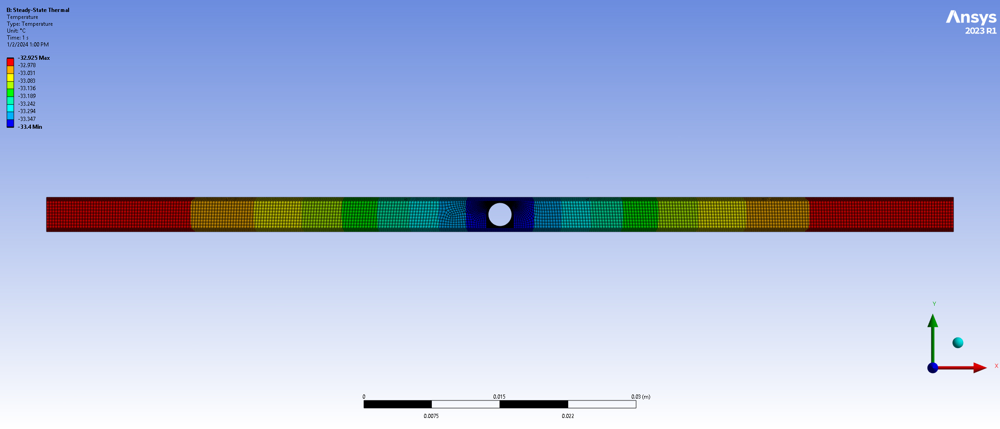 B: Steady-State Thermal
Temperature
Type: Temperature
Unit: °C
Time: 1 s
1/2/2024 1:00 PM
-32.925 Max
-32.978
-33.031
-33.083
-33.136
-33.189
-33.242
-33.294
-33.347
-33.4 Min
Ansys
2023 R1
Y
X
0
0.015
0.03 (m)
0.0075
0.022